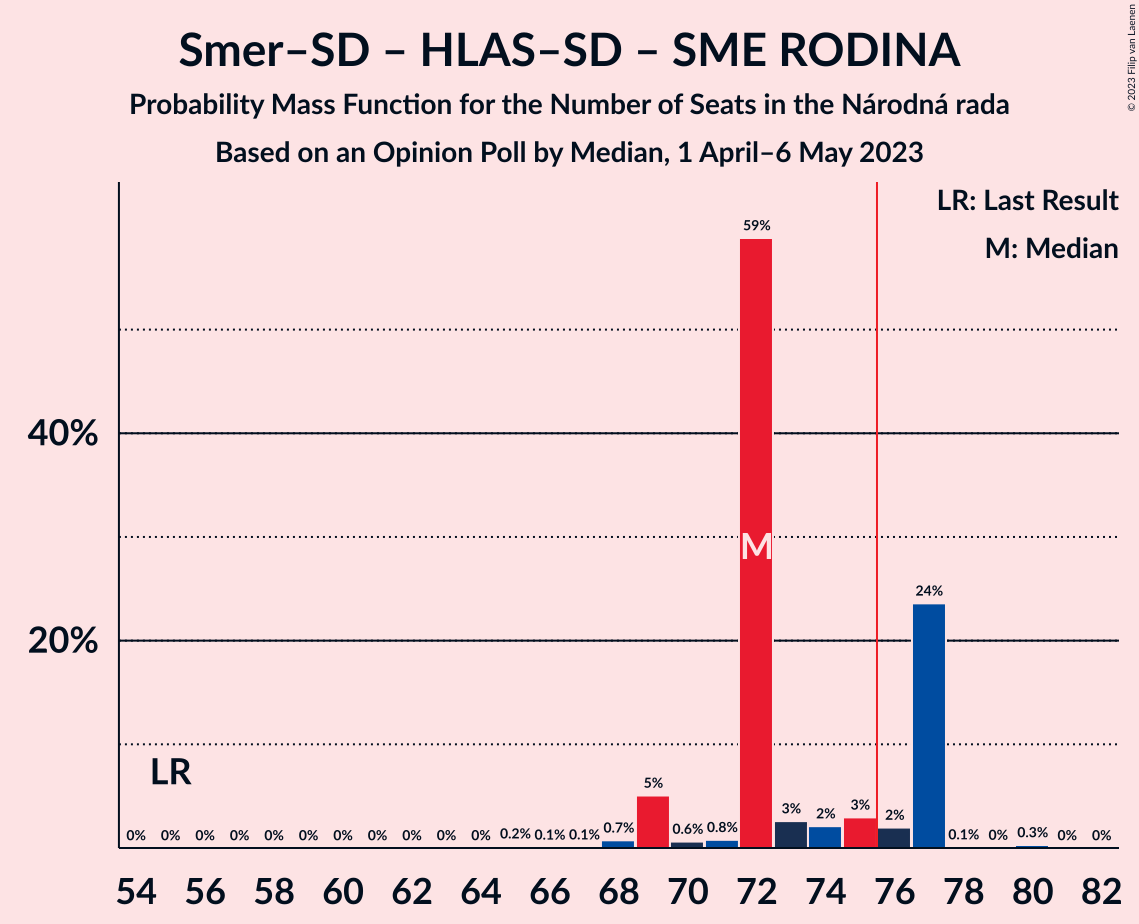 Smer–SD – HLAS–SD – SME RODINA
Probability Mass Function for the Number of Seats in the Národná rada
Based on an Opinion Poll by Median, 1 April–6 May 2023
© 2023 Filip van Laenen
LR: Last Result
M: Median
59%
40%
M
24%
20%
LR
5%
0% 0% 0% 0% 0% 0% 0% 0% 0% 0% 0% 0.2% 0.1% 0.1% 0.7% 0.6% 0.8% 3% 2% 3% 2% 0.1% 0% 0.3% 0% 0%
54 56 58 60 62 64 66 68 70 72 74 76 78 80 82